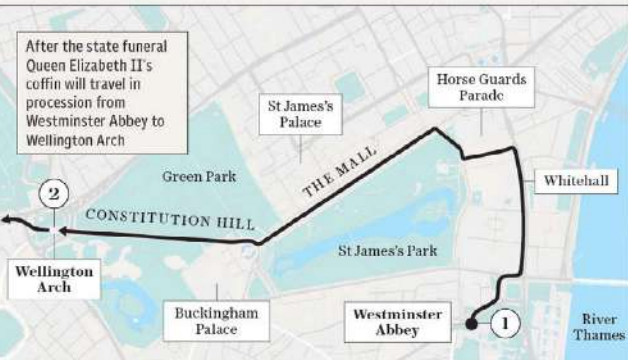 After the state funeral
Queen Elizabeth II's
coffin will travel in
procession from
Westminster Abbey to
Wellington Arch
Horse Guards
Parade
St James's
Palace
THE MALL
Green Park
Whitehall
2
CONSTITUTION HILL
St James's Park
Wellington
Arch
Buckingham
Palace
Westminster
Abbey
1
River
Thames